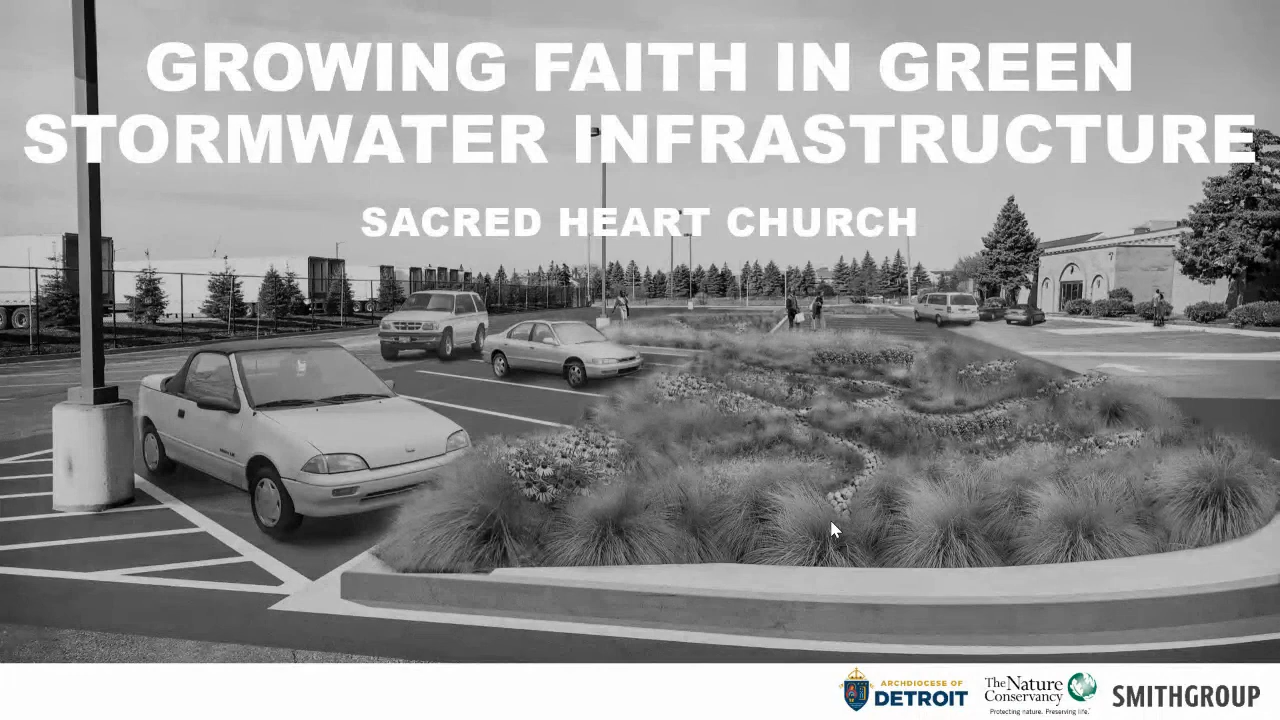 GROWING FAITH IN GREEN
STORMWATER INFRASTRUCTURE
SACRED HEART CHURCH
ARCHDIOCESE OF
DETROIT
The Nature
Conservancy
Protecting nature. Preserving life.
SMITHGROUP